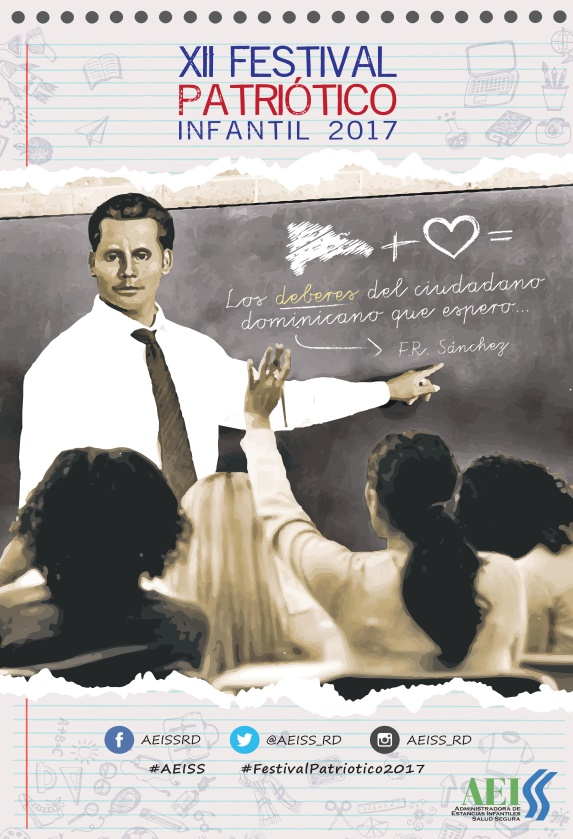 XII FESTIVAL
PATRIÓTICO
INFANTIL 2017
+ =
Los deberes del ciudadano
dominicano que espero...
F.R. Sánchez
AEISSRD @AEISS_RD AEISS_RD
#AEISS #FestivalPatriotico2017
AEISS
ADMINISTRADORA DE
ESTANCIAS INFANTILES
SALUD SEGURA